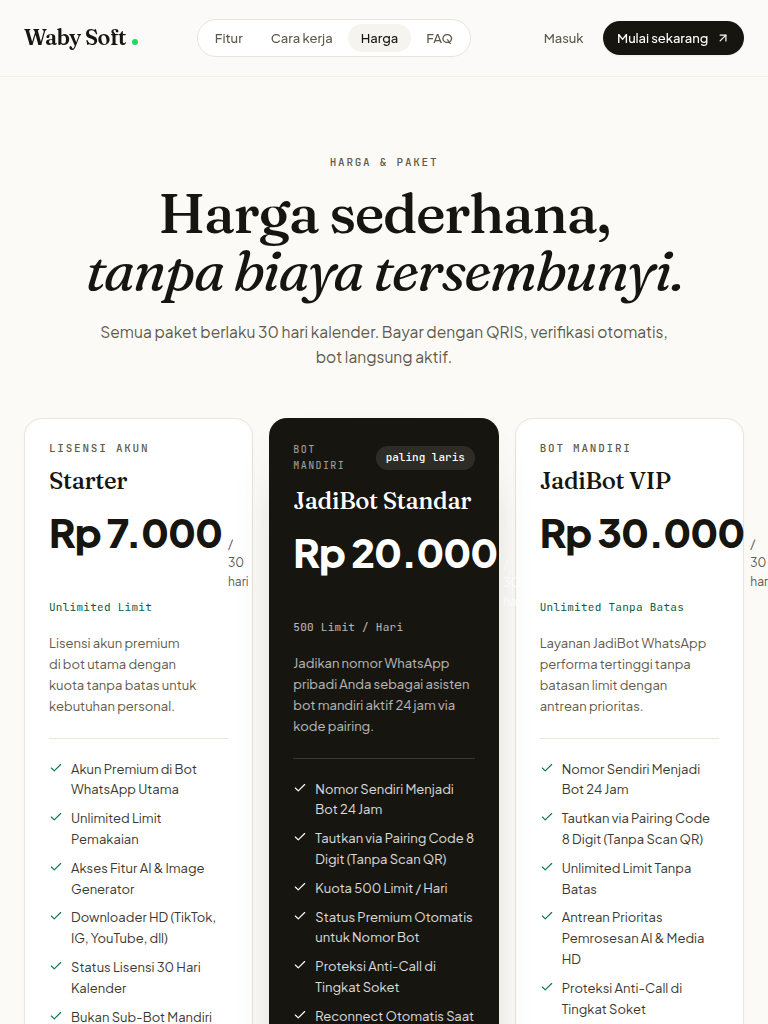 Waby Soft
Fitur
Cara kerja
Harga
FAQ
Masuk
Mulai sekarang
HARGA & PAKET
Harga sederhana,
tanpa biaya tersembunyi.
Semua paket berlaku 30 hari kalender. Bayar dengan QRIS, verifikasi otomatis,
bot langsung aktif.
LISENSI AKUN
Starter
Rp 7.000
/
30
hari
Unlimited Limit
Lisensi akun premium
di bot utama dengan
kuota tanpa batas untuk
kebutuhan personal.
Akun Premium di Bot
WhatsApp Utama
Unlimited Limit
Pemakaian
Akses Fitur AI & Image
Generator
Downloader HD (TikTok,
IG, YouTube, dll)
Status Lisensi 30 Hari
Kalender
Bukan Sub-Bot Mandiri
BOT
MANDIRI
paling laris
JadiBot Standar
Rp 20.000
500 Limit / Hari
Jadikan nomor WhatsApp
pribadi Anda sebagai asisten
bot mandiri aktif 24 jam via
kode pairing.
Nomor Sendiri Menjadi
Bot 24 Jam
Tautkan via Pairing Code 8
Digit (Tanpa Scan QR)
Kuota 500 Limit / Hari
Status Premium Otomatis
untuk Nomor Bot
Proteksi Anti-Call di
Tingkat Soket
Reconnect Otomatis Saat
BOT MANDIRI
JadiBot VIP
Rp 30.000
/
30
har
Unlimited Tanpa Batas
Layanan JadiBot WhatsApp
performa tertinggi tanpa
batasan limit dengan
antrean prioritas.
Nomor Sendiri Menjadi
Bot 24 Jam
Tautkan via Pairing Code
8 Digit (Tanpa Scan QR)
Unlimited Limit Tanpa
Batas
Antrean Prioritas
Pemrosesan AI & Media
HD
Proteksi Anti-Call di
Tingkat Soket